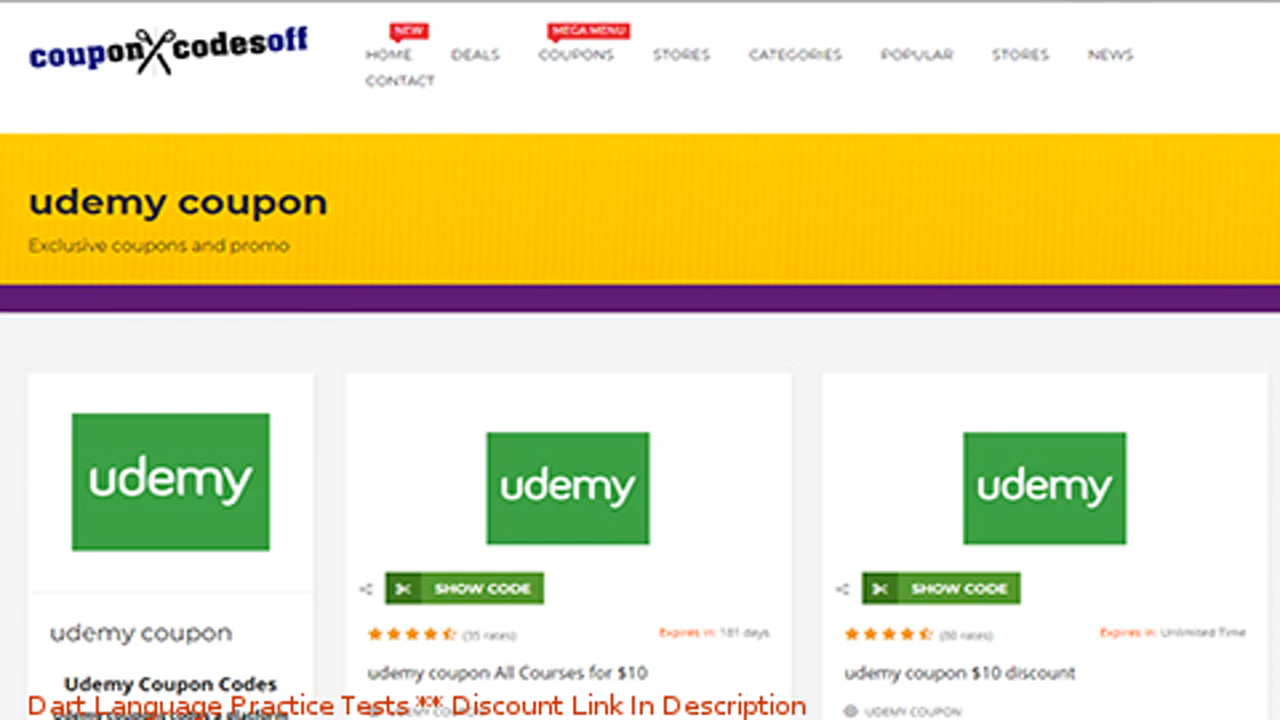 couponXcodesoff
NEW
MEGA MENU
HOME DEALS COUPONS STORES CATEGORIES POPULAR STORES NEWS
CONTACT
udemy coupon
Exclusive coupons and promo
udemy
udemy
udemy
SHOW CODE
SHOW CODE
(35 rates)
Expires in: 181 days
(80 rates)
Expires in: Unlimited Time
udemy coupon
udemy coupon All Courses for $10
udemy coupon $10 discount
Udemy Coupon Codes
Dart Language Practice Tests ** Discount Link In Description
UDEMY COUPON